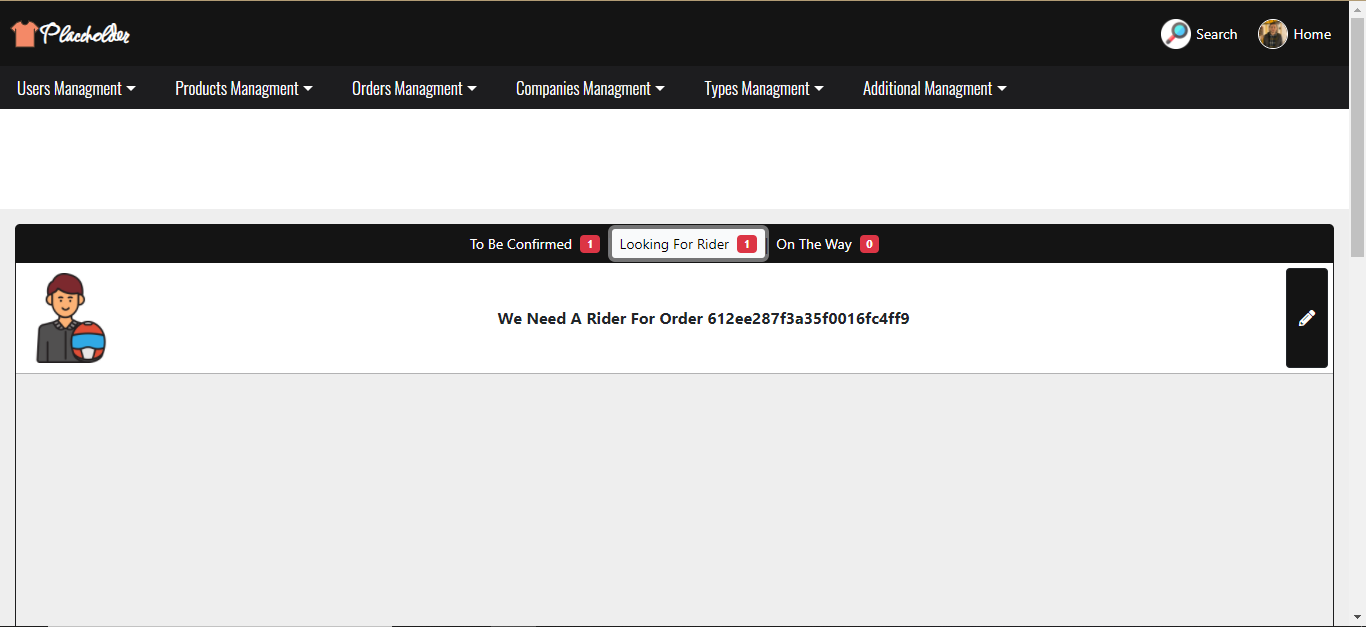 Placeholder
Search
Home
Users Managment
Products Managment
Orders Managment
Companies Managment
Types Managment
Additional Managment
To Be Confirmed 1
Looking For Rider 1
On The Way 0
We Need A Rider For Order 612ee287f3a35f0016fc4ff9